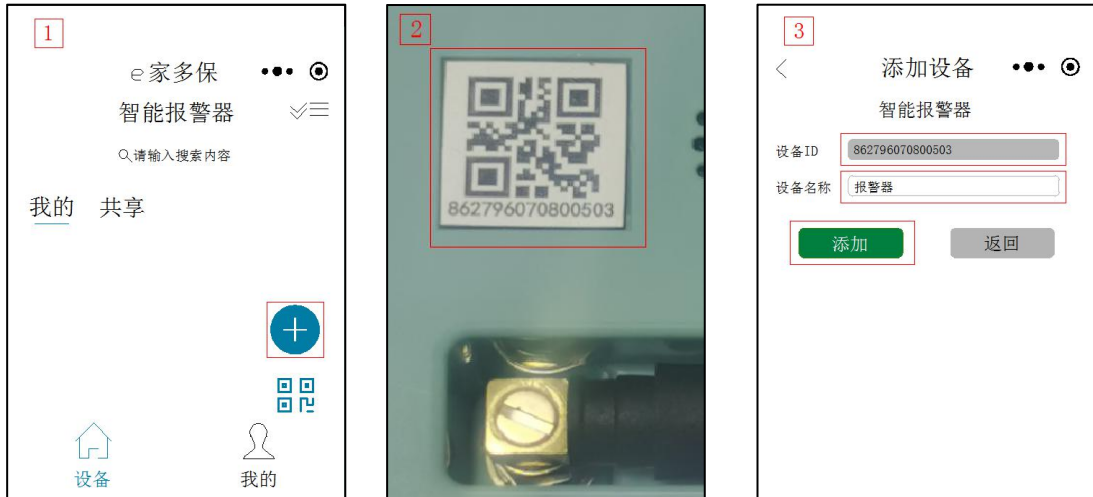 1
e家多保
智能报警器
请输入搜索内容
我的 共享
设备 我的
2
862796070800503
3
添加设备
智能报警器
设备ID 862796070800503
设备名称 报警器
添加 返回